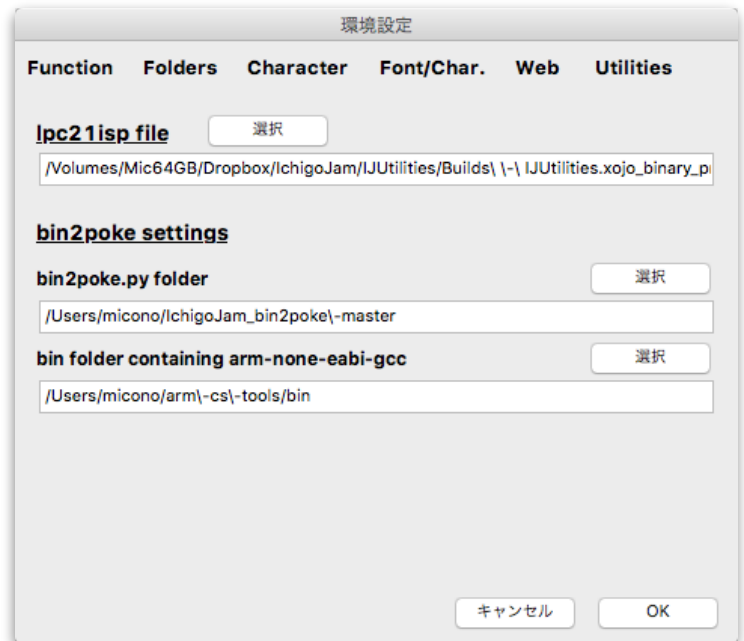 環境設定
Function Folders Character Font/Char. Web Utilities
lpc21isp file 選択
/Volumes/Mic64GB/Dropbox/IchigoJam/IJUtilities/Builds\ \-\ IJUtilities.xojo_binary_p
bin2poke settings
bin2poke.py folder 選択
/Users/micono/IchigoJam_bin2poke\-master
bin folder containing arm-none-eabi-gcc 選択
/Users/micono/arm\-cs\-tools/bin
キャンセル OK